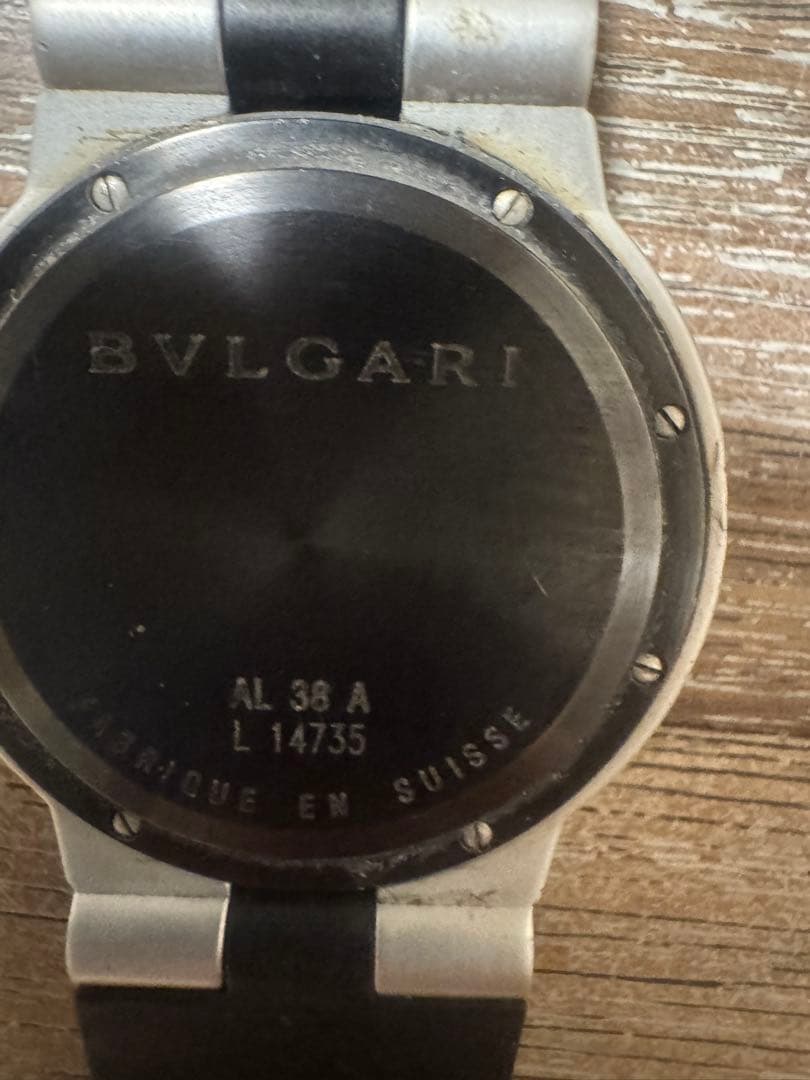 BVLGARI
AL 38 A
L 14735
FABRIQUE EN SUISSE